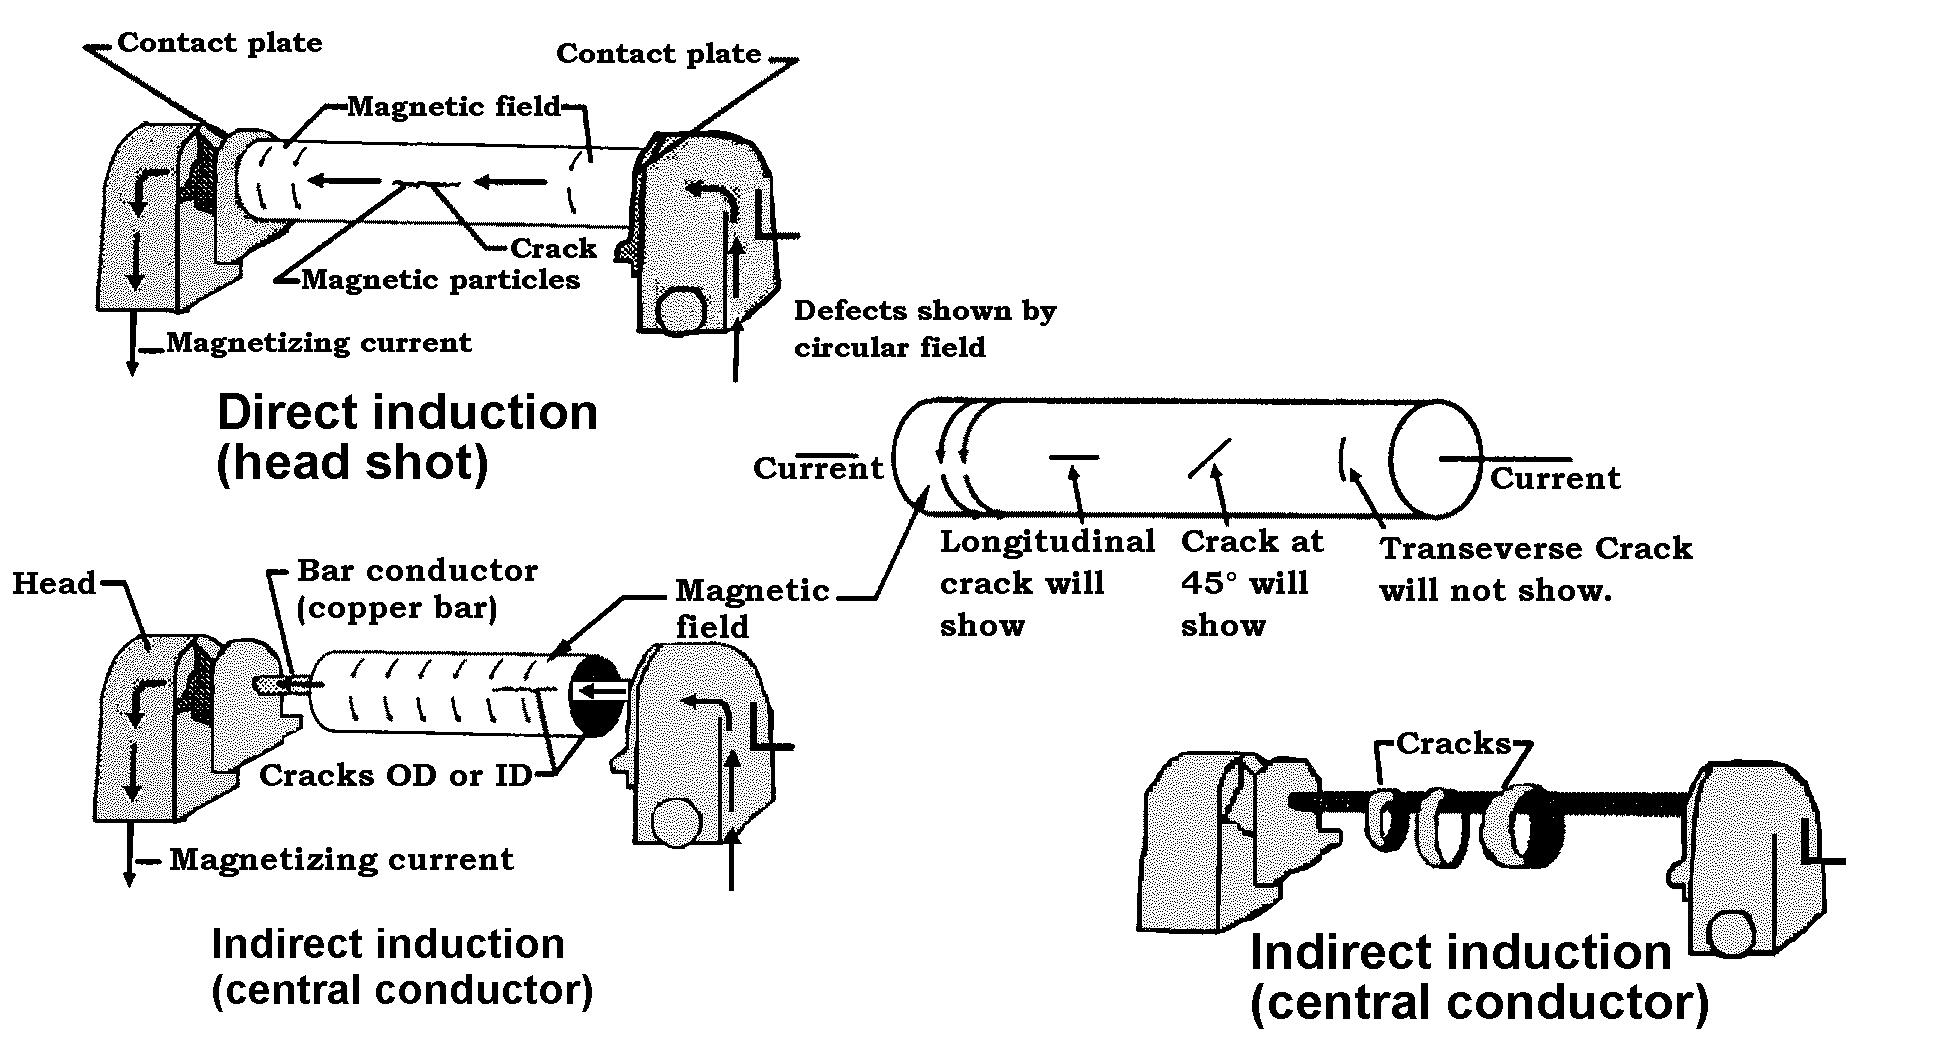 Contact plate
Contact plate
Magnetic field
Crack
Magnetic particles
Magnetizing current
Direct induction
(head shot)
Defects shown by
circular field
Current
Current
Longitudinal
crack will
show
Crack at
45° will
show
Transeverse Crack
will not show.
Head
Bar conductor
(copper bar)
Magnetic
field
Cracks OD or ID
Magnetizing current
Indirect induction
(central conductor)
Cracks
Indirect induction
(central conductor)